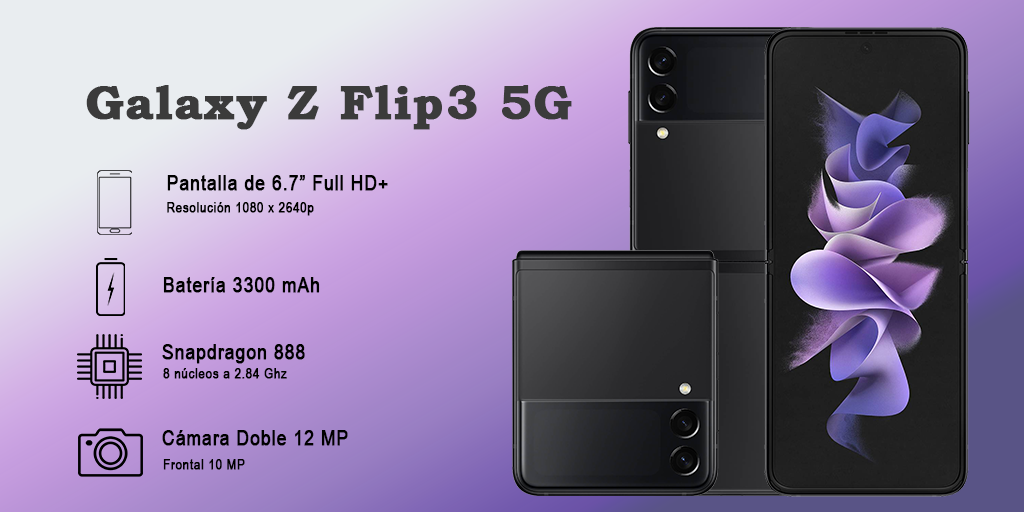 Galaxy Z Flip3 5G
Pantalla de 6.7” Full HD+
Resolución 1080 x 2640p
Batería 3300 mAh
Snapdragon 888
8 núcleos a 2.84 Ghz
Cámara Doble 12 MP
Frontal 10 MP